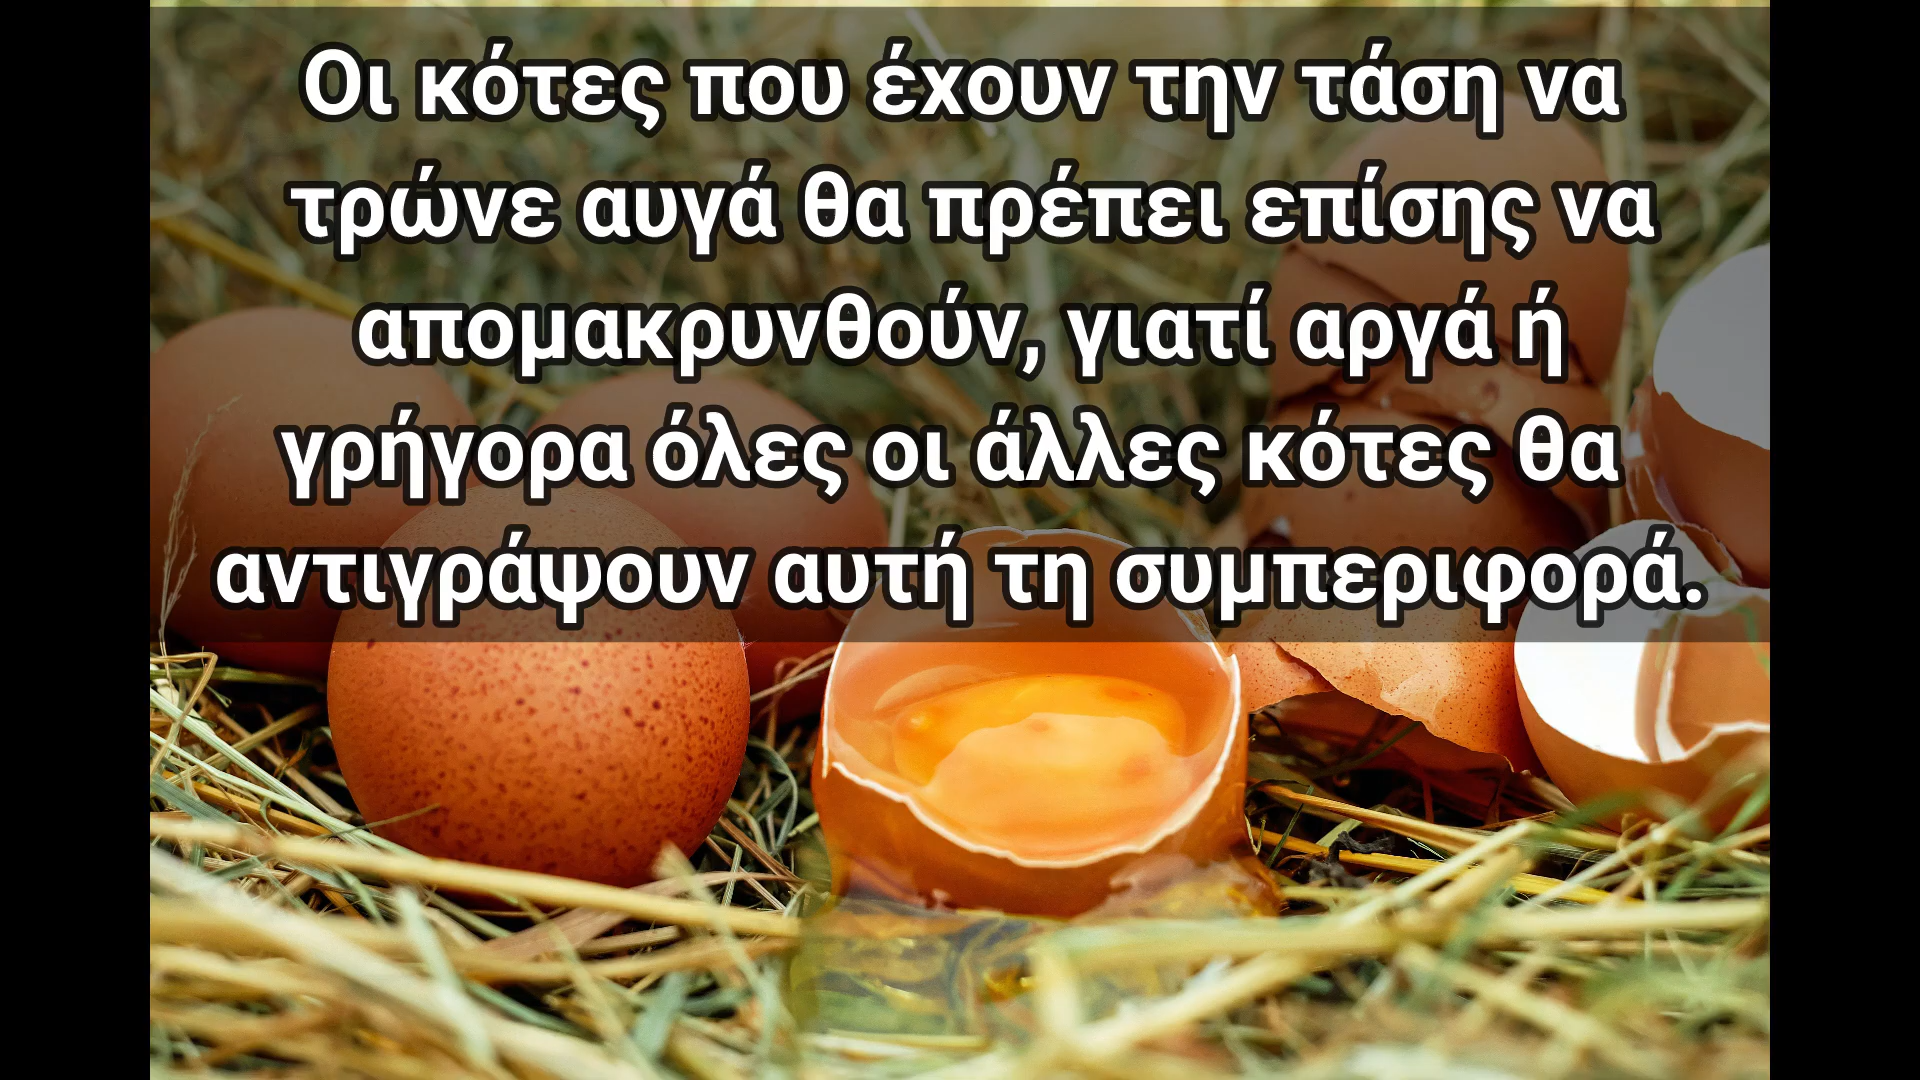 Οι κότες που έχουν την τάση να
τρώνε αυγά θα πρέπει επίσης να
απομακρυνθούν, γιατί αργά ή
γρήγορα όλες οι άλλες κότες θα
αντιγράψουν αυτή τη συμπεριφορά.